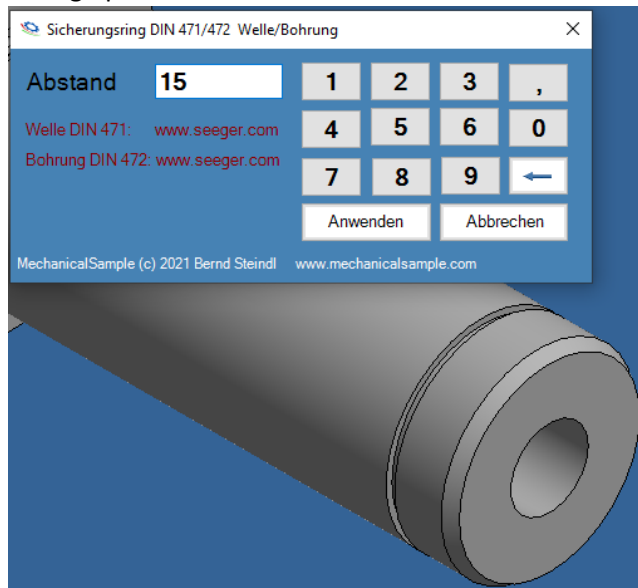 Sicherungsring DIN 471/472 Welle/Bohrung
Abstand 15
1 2 3 ,
Welle DIN 471: www.seeger.com
4 5 6 0
Bohrung DIN 472: www.seeger.com
7 8 9
Anwenden Abbrechen
MechanicalSample (c) 2021 Bernd Steindl www.mechanicalsample.com